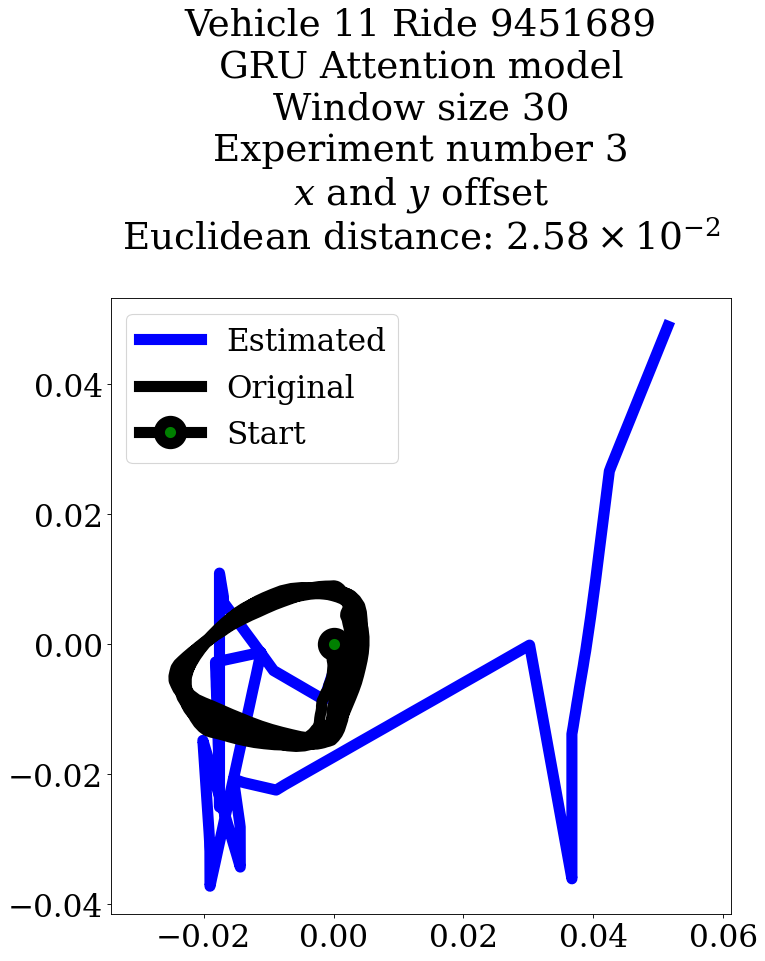 Vehicle 11 Ride 9451689
GRU Attention model
Window size 30
Experiment number 3
x and y offset
Euclidean distance: 2.58 × 10⁻²
Estimated
Original
Start
0.04
0.02
0.00
−0.02
−0.04
−0.02 0.00 0.02 0.04 0.06